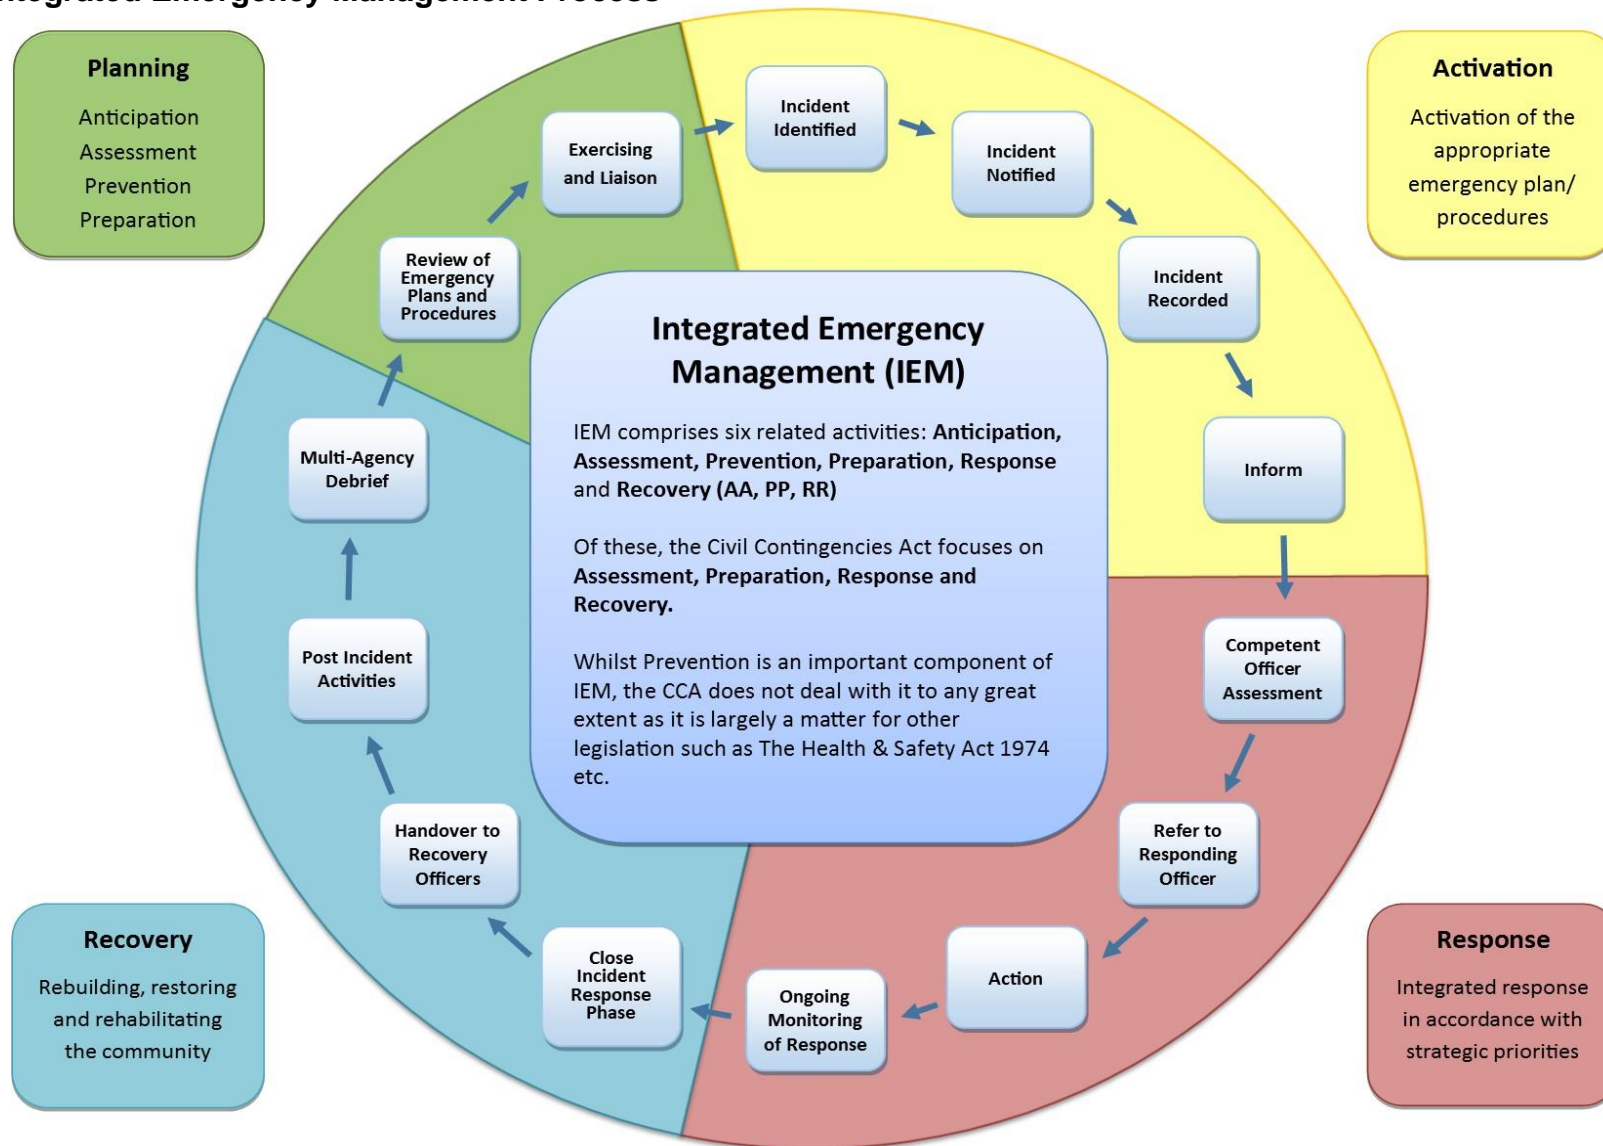 Integrated Emergency Management Process
Planning
Anticipation
Assessment
Prevention
Preparation
Activation
Activation of the
appropriate
emergency plan/
procedures
Incident
Identified
Incident
Notified
Incident
Recorded
Inform
Competent
Officer
Assessment
Refer to
Responding
Officer
Action
Ongoing
Monitoring
of Response
Close
Incident
Response
Phase
Handover to
Recovery
Officers
Post Incident
Activities
Multi-Agency
Debrief
Review of
Emergency
Plans and
Procedures
Exercising
and Liaison
Integrated Emergency
Management (IEM)
IEM comprises six related activities: Anticipation,
Assessment, Prevention, Preparation, Response
and Recovery (AA, PP, RR)
Of these, the Civil Contingencies Act focuses on
Assessment, Preparation, Response and
Recovery.
Whilst Prevention is an important component of
IEM, the CCA does not deal with it to any great
extent as it is largely a matter for other
legislation such as The Health & Safety Act 1974
etc.
Recovery
Rebuilding, restoring
and rehabilitating
the community
Response
Integrated response
in accordance with
strategic priorities